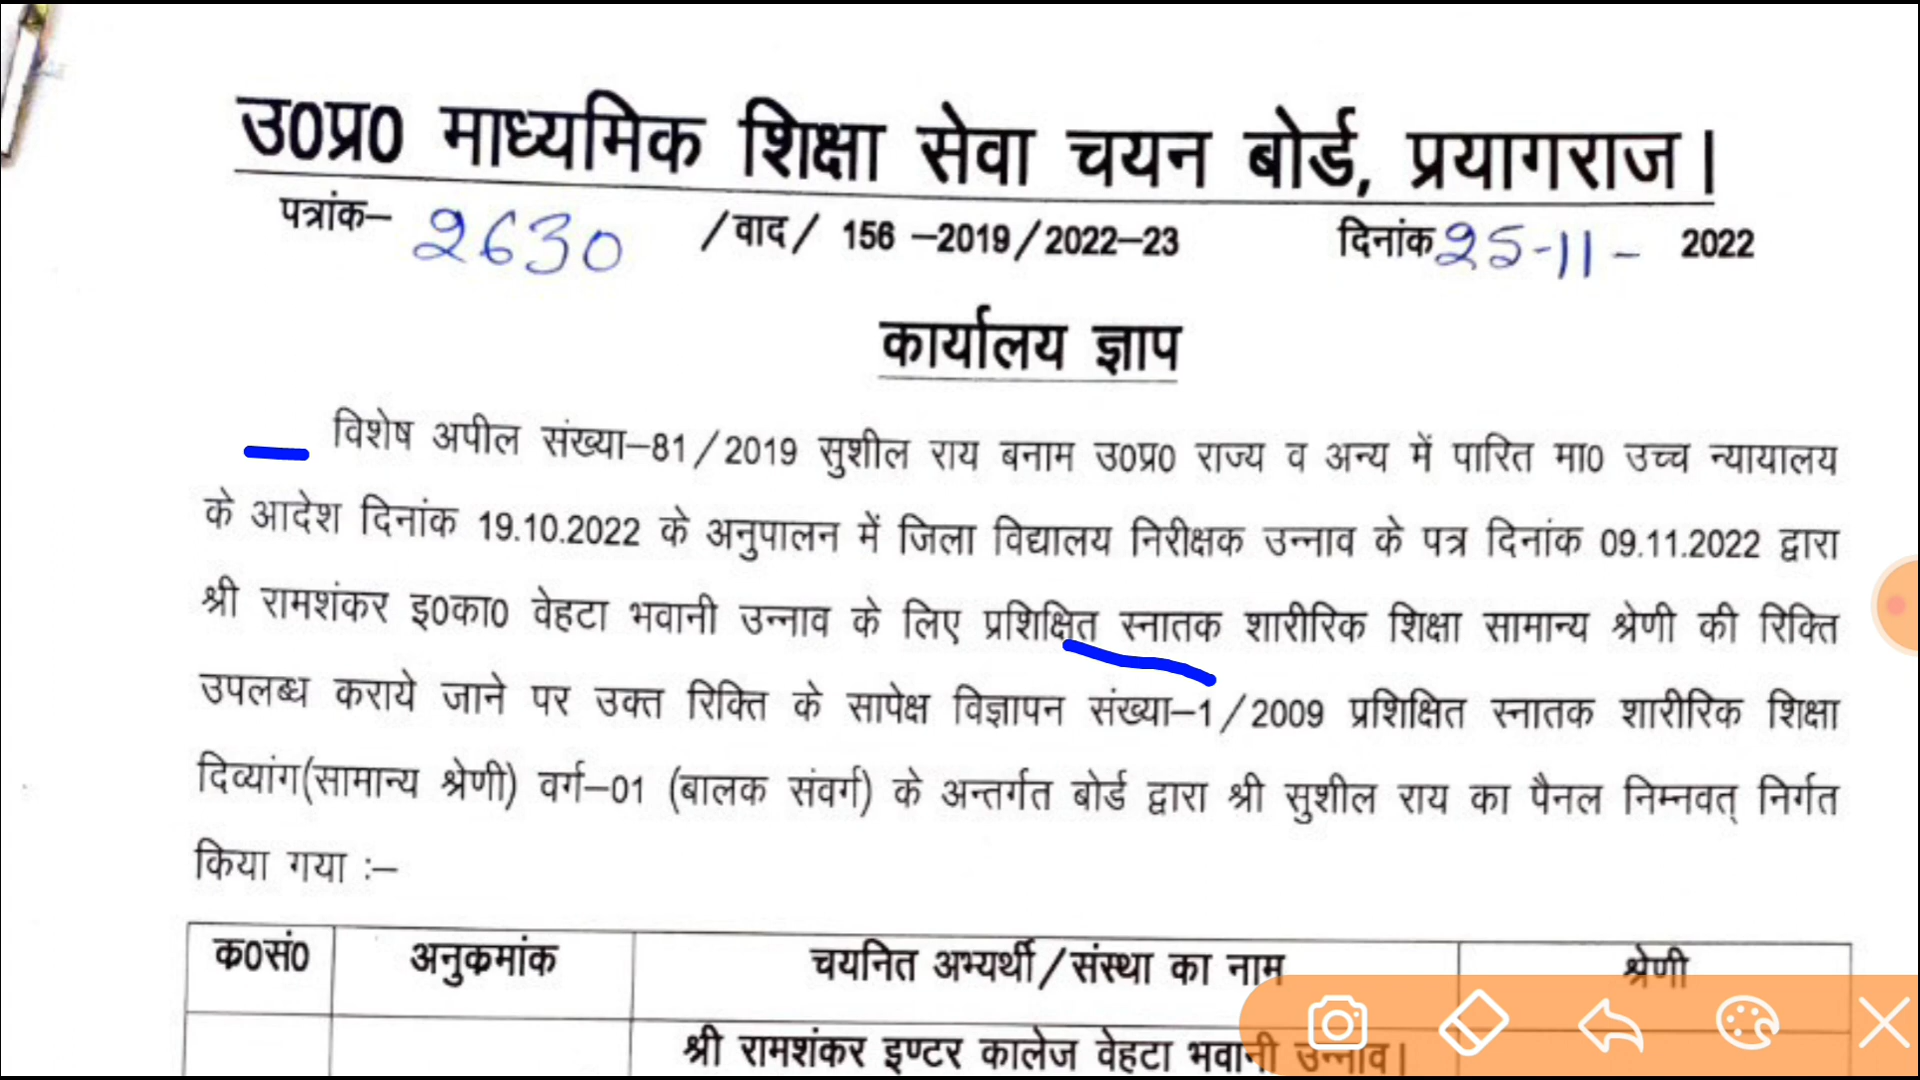 उ0प्र0 माध्यमिक शिक्षा सेवा चयन बोर्ड, प्रयागराज।
पत्रांक– 2630 /वाद/ 156 –2019/2022–23 दिनांक 25-11- 2022
कार्यालय ज्ञाप
विशेष अपील संख्या–81/2019 सुशील राय बनाम उ0प्र0 राज्य व अन्य में पारित मा0 उच्च न्यायालय
के आदेश दिनांक 19.10.2022 के अनुपालन में जिला विद्यालय निरीक्षक उन्नाव के पत्र दिनांक 09.11.2022 द्वारा
श्री रामशंकर इ0का0 वेहटा भवानी उन्नाव के लिए प्रशिक्षित स्नातक शारीरिक शिक्षा सामान्य श्रेणी की रिक्ति
उपलब्ध कराये जाने पर उक्त रिक्ति के सापेक्ष विज्ञापन संख्या–1/2009 प्रशिक्षित स्नातक शारीरिक शिक्षा
दिव्यांग(सामान्य श्रेणी) वर्ग–01 (बालक संवर्ग) के अन्तर्गत बोर्ड द्वारा श्री सुशील राय का पैनल निम्नवत् निर्गत
किया गया :–
क0सं0 अनुकमांक चयनित अभ्यर्थी/संस्था का नाम श्रेणी
श्री रामशंकर इण्टर कालेज वेहटा भवानी उन्नाव।